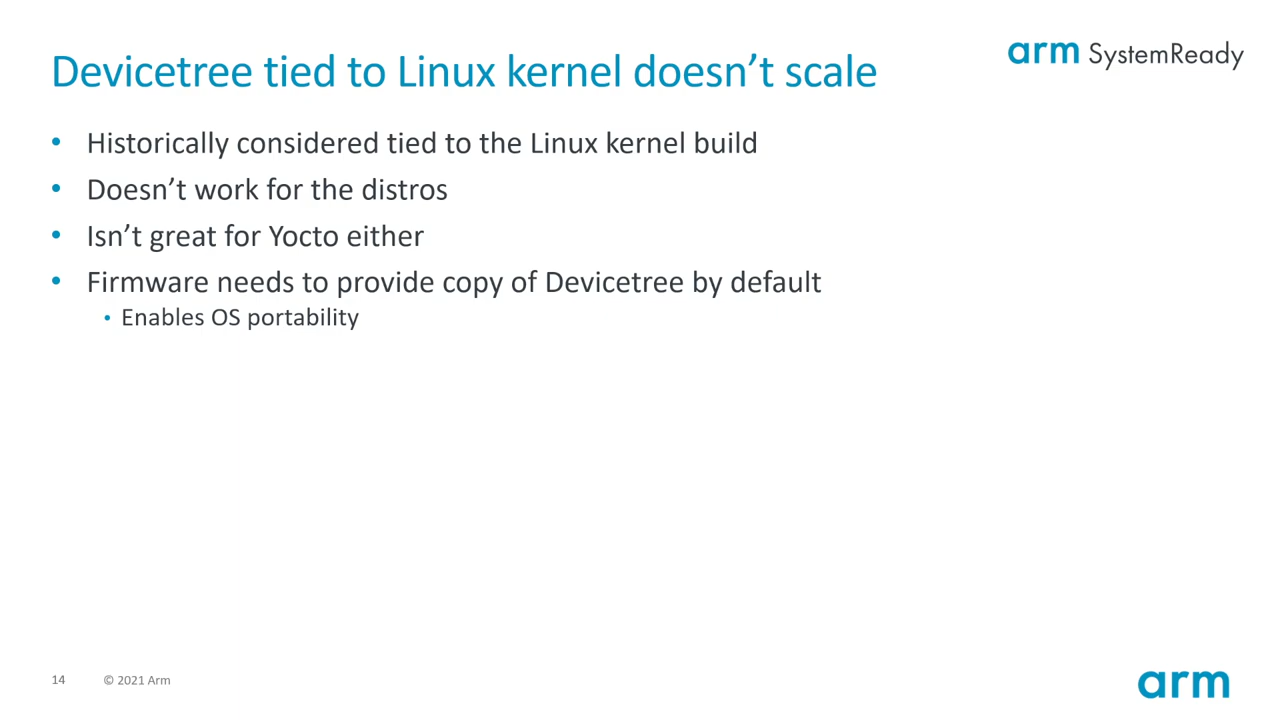 Devicetree tied to Linux kernel doesn’t scale
arm SystemReady
• Historically considered tied to the Linux kernel build
• Doesn’t work for the distros
• Isn’t great for Yocto either
• Firmware needs to provide copy of Devicetree by default
• Enables OS portability
14 © 2021 Arm
arm